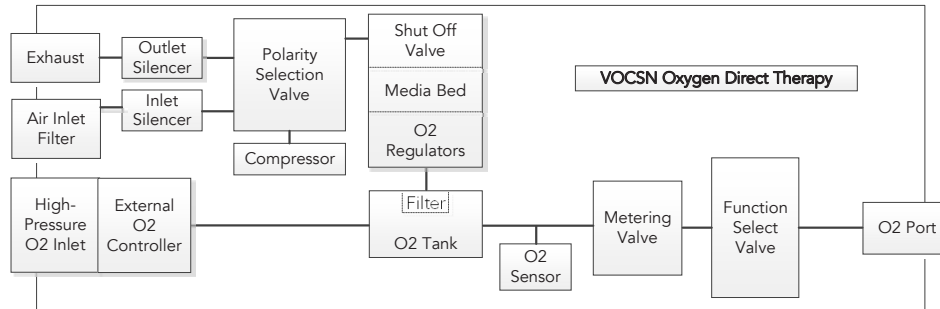 Exhaust
Outlet
Silencer
Polarity
Selection
Valve
Shut Off
Valve
VOCSN Oxygen Direct Therapy
Air Inlet
Filter
Inlet
Silencer
Media Bed
Compressor
O2
Regulators
High-
Pressure
O2 Inlet
External
O2
Controller
Filter
O2 Tank
O2
Sensor
Metering
Valve
Function
Select
Valve
O2 Port